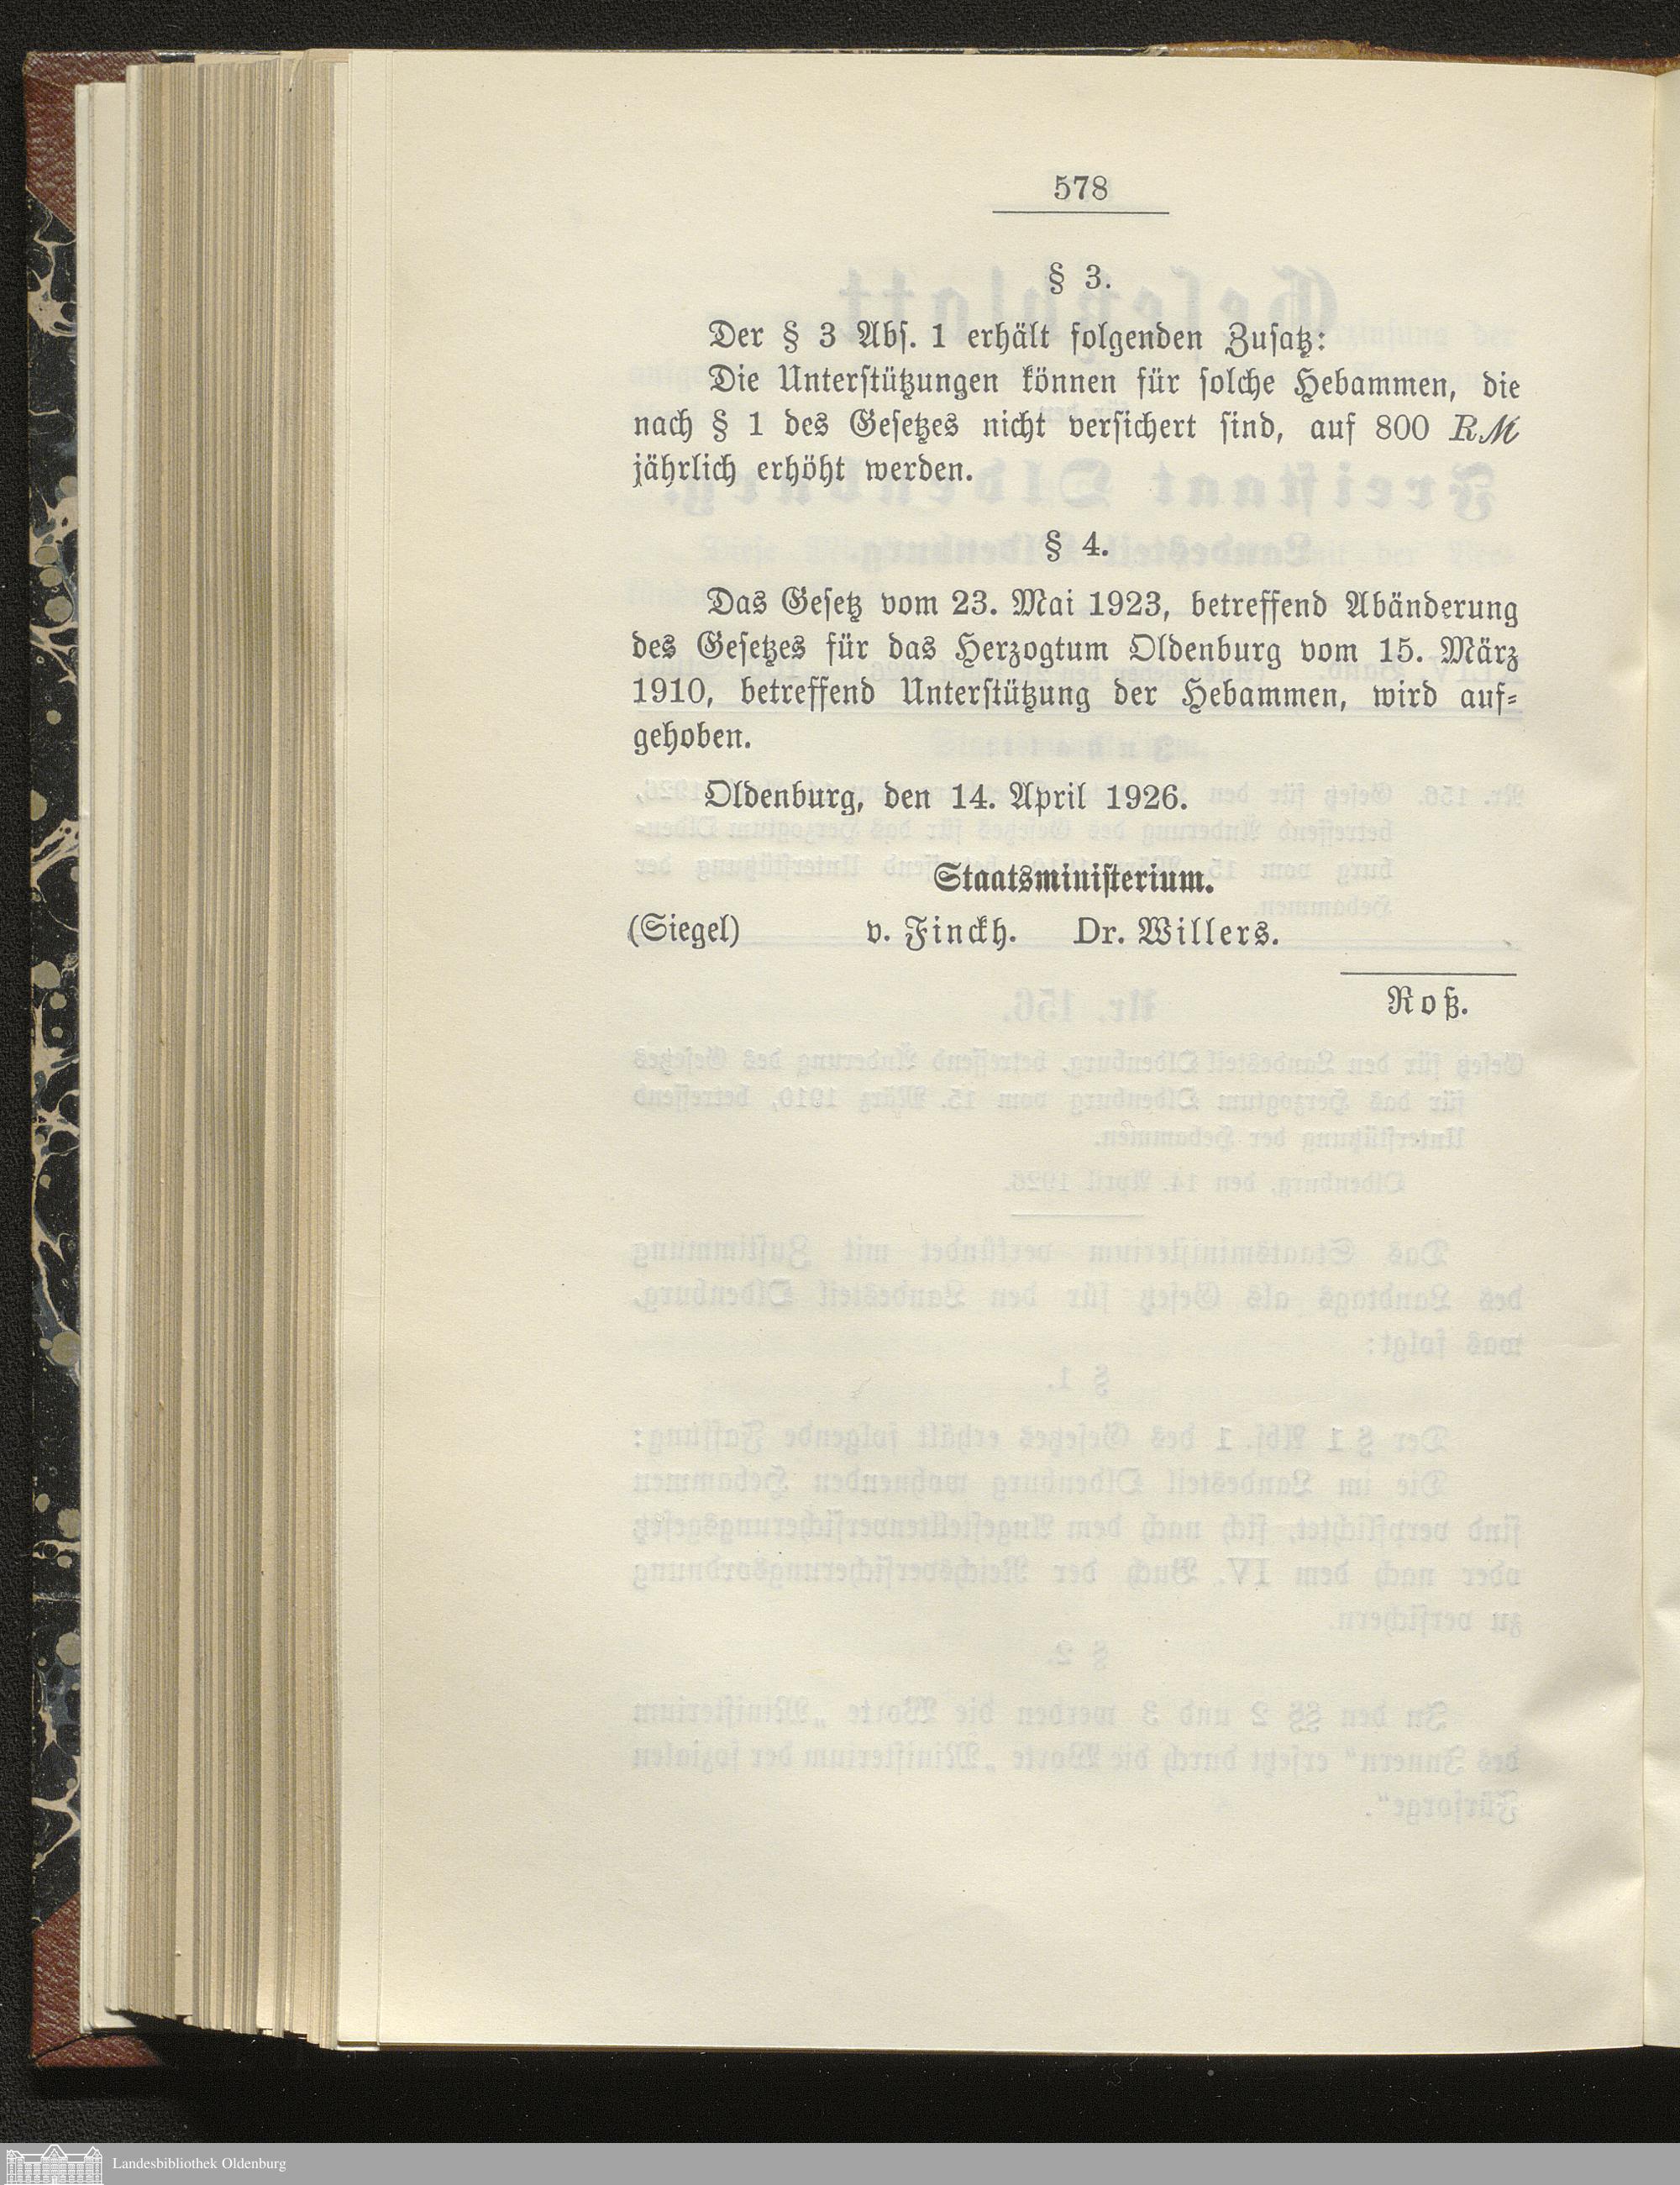 578
§ 3.
Der § 3 Abs. 1 erhält folgenden Zusatz:
Die Unterstützungen können für solche Hebammen, die
nach § 1 des Gesetzes nicht versichert sind, auf 800 RM
jährlich erhöht werden.
§ 4.
Das Gesetz vom 23. Mai 1923, betreffend Abänderung
des Gesetzes für das Herzogtum Oldenburg vom 15. März
1910, betreffend Unterstützung der Hebammen, wird auf-
gehoben.
Oldenburg, den 14. April 1926.
Staatsministerium.
(Siegel) v. Finckh. Dr. Willers.
Roß.
Landesbibliothek Oldenburg